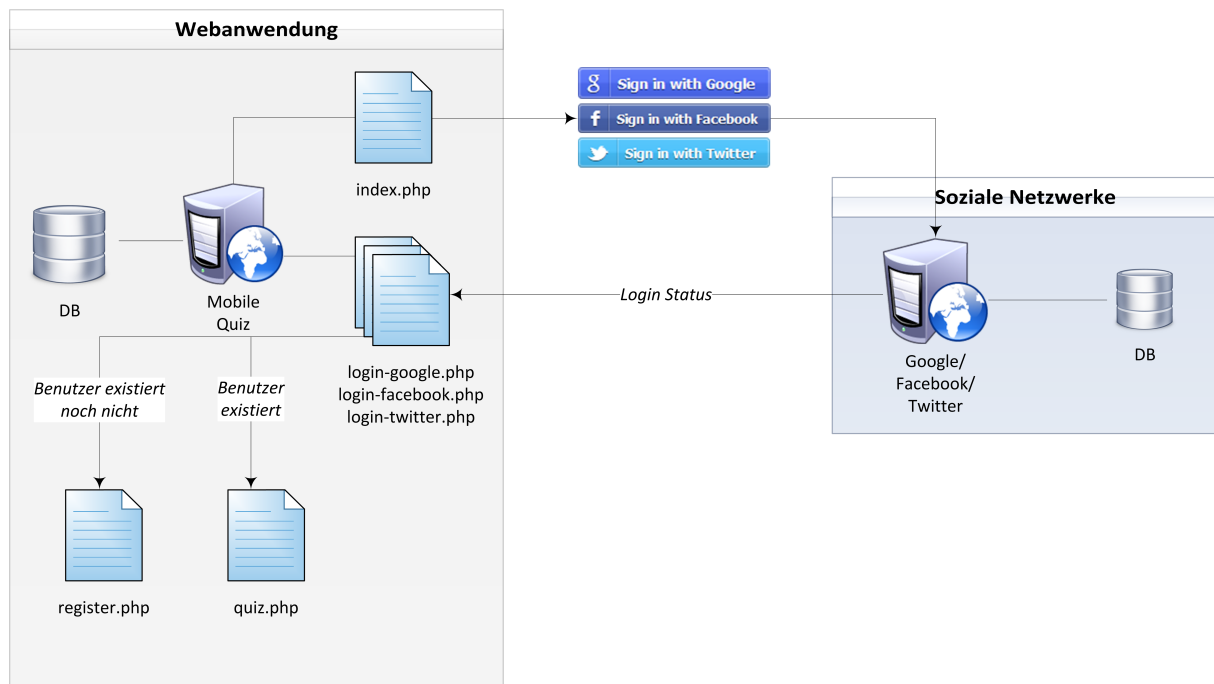 Webanwendung
Sign in with Google
Sign in with Facebook
Sign in with Twitter
index.php
Soziale Netzwerke
DB
Mobile
Quiz
Login Status
login-google.php
login-facebook.php
login-twitter.php
Google/
Facebook/
Twitter
DB
Benutzer existiert
noch nicht
Benutzer
existiert
register.php
quiz.php